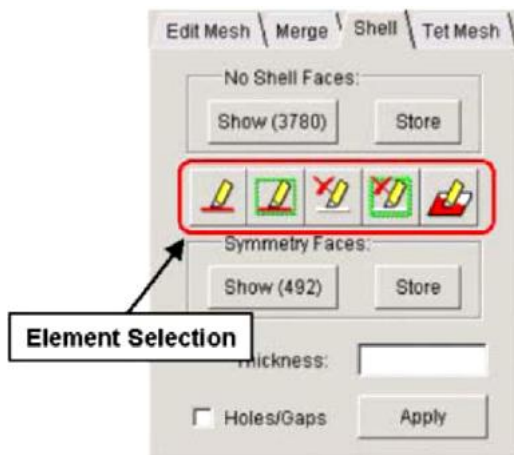 Edit Mesh Merge Shell Tet Mesh
No Shell Faces:
Show (3780) Store
Symmetry Faces:
Show (492) Store
Element Selection
Thickness:
Holes/Gaps Apply